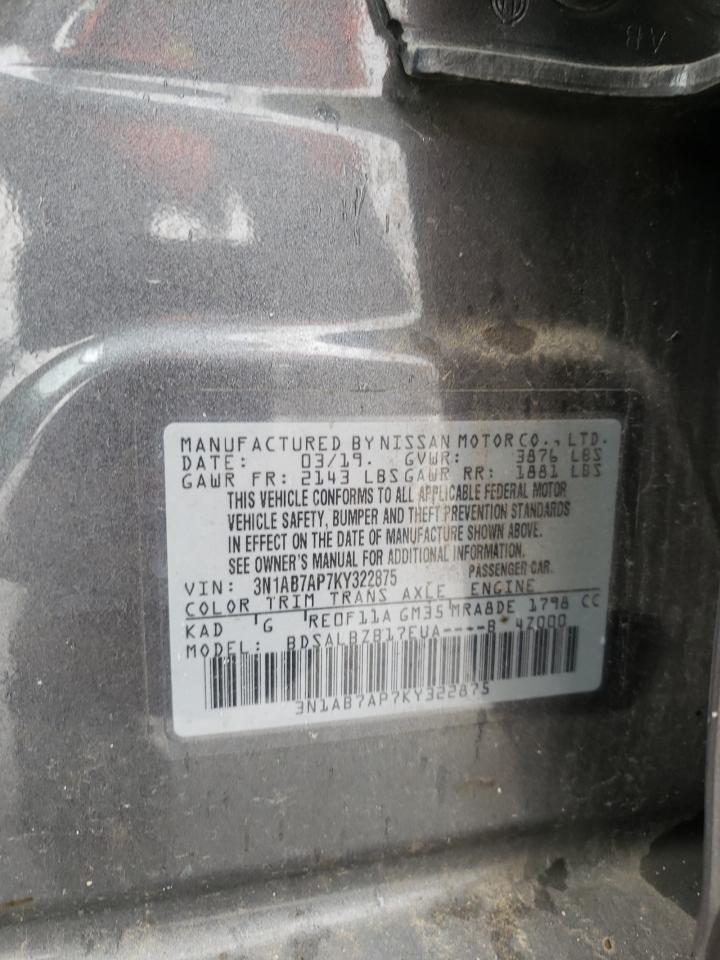 MANUFACTURED BY NISSAN MOTOR CO., LTD.
DATE: 03/19. GVWR: 3876 LBS
GAWR FR: 2143 LBS GAWR RR: 1881 LBS
THIS VEHICLE CONFORMS TO ALL APPLICABLE FEDERAL MOTOR
VEHICLE SAFETY, BUMPER AND THEFT PREVENTION STANDARDS
IN EFFECT ON THE DATE OF MANUFACTURE SHOWN ABOVE.
SEE OWNER'S MANUAL FOR ADDITIONAL INFORMATION.
VIN: 3N1AB7AP7KY322875 PASSENGER CAR.
COLOR TRIM TRANS AXLE ENGINE
KAD G RE0F11A GM35 MRA8DE 1798 CC
MODEL: BDSALBZB17EUA----B 4Z000
3N1AB7AP7KY322875